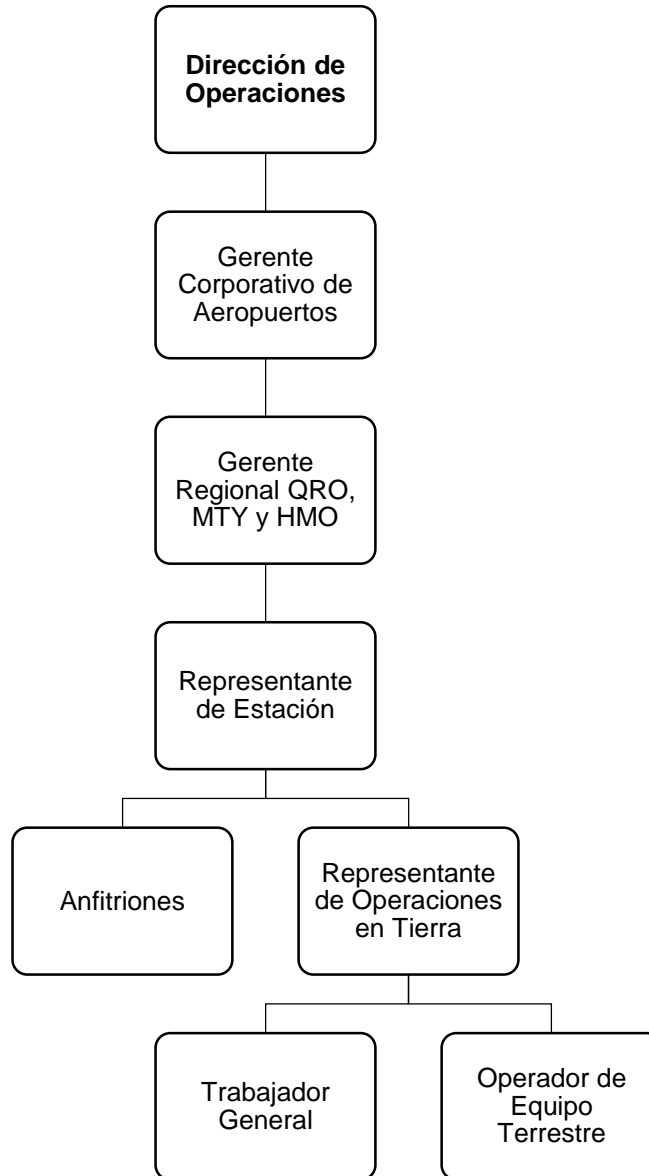 Dirección de
Operaciones
Gerente
Corporativo de
Aeropuertos
Gerente
Regional QRO,
MTY y HMO
Representante
de Estación
Anfitriones
Representante
de Operaciones
en Tierra
Trabajador
General
Operador de
Equipo
Terrestre